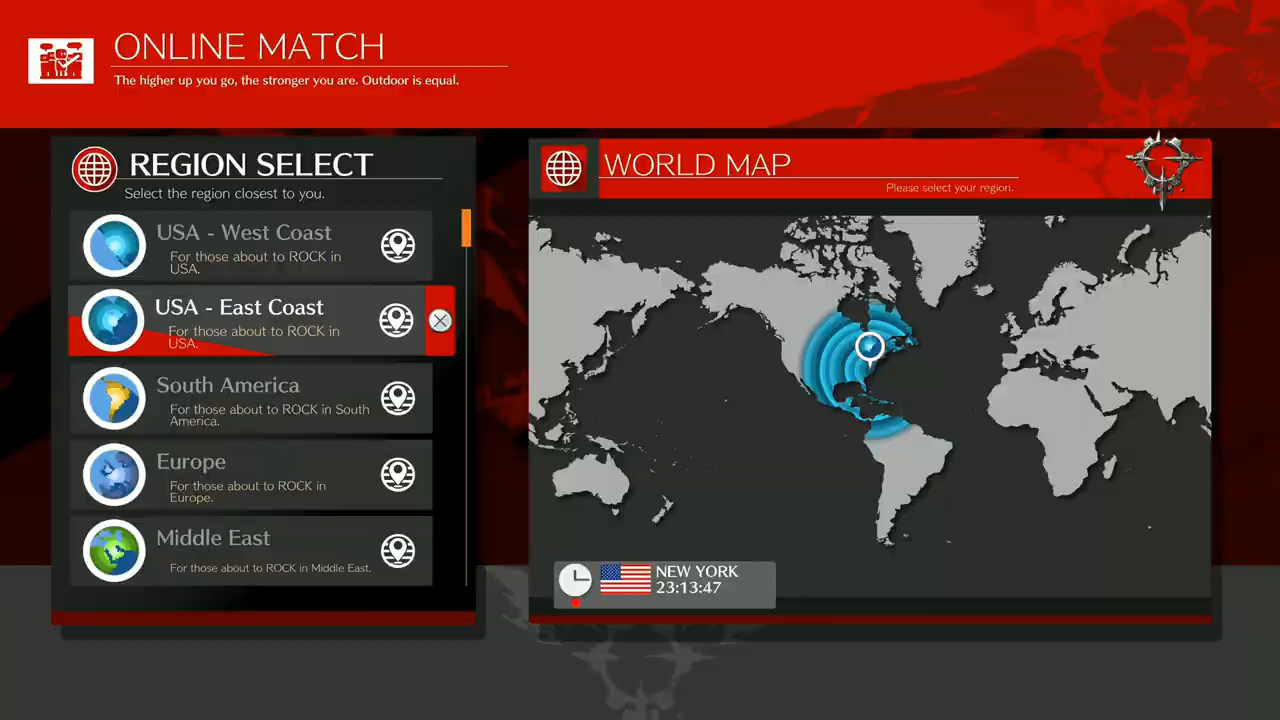 ONLINE MATCH
The higher up you go, the stronger you are. Outdoor is equal.
REGION SELECT
Select the region closest to you.
USA - West Coast
For those about to ROCK in
USA.
USA - East Coast
For those about to ROCK in
USA.
South America
For those about to ROCK in South
America.
Europe
For those about to ROCK in
Europe.
Middle East
For those about to ROCK in Middle East.
WORLD MAP
Please select your region.
NEW YORK
23:13:47